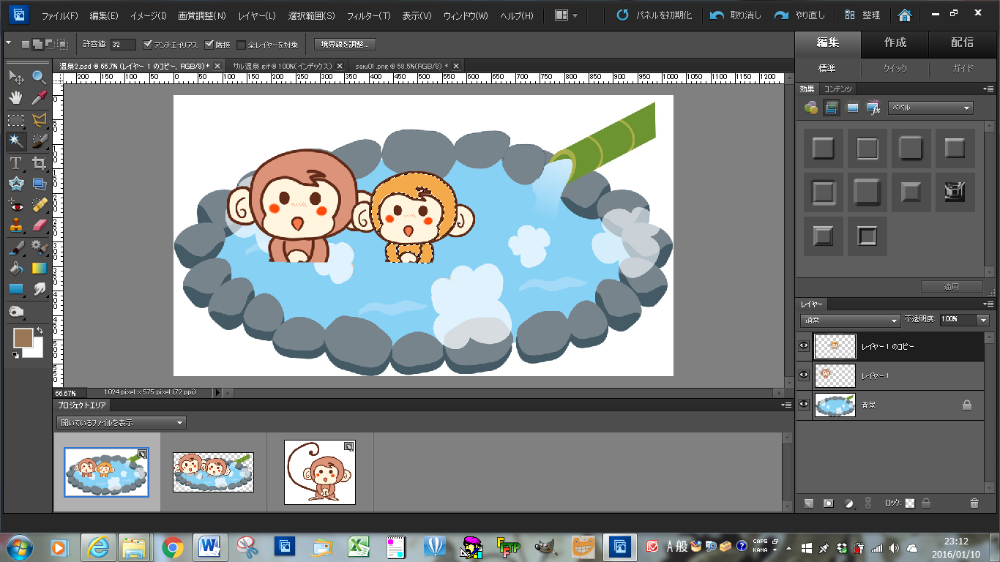 ファイル(F) 編集(E) イメージ(I) 画質調整(N) レイヤー(L) 選択範囲(S) フィルター(T) 表示(V) ウィンドウ(W) ヘルプ(H) パネルを初期化 取り消し やり直し 整理
許容値: 32 アンチエイリアス 隣接 全レイヤーを対象 境界線を調整...
編集 作成 配信
標準 クイック ガイド
温泉2.psd @ 66.7% (レイヤー 1 のコピー, RGB/8) * サル温泉.gif @ 100%(インデックス) saru01.png @ 58.5%(RGB/8) *
200 150 100 50 0 50 100 150 200 250 300 350 400 450 500 550 600 650 700 750 800 850 900 950 1000 1050 1100 1150 1200
0 50 100 150 200 250 300 350 400 450 500 550
効果 コンテンツ
ベベル
適用
レイヤー
通常 不透明度: 100%
レイヤー 1 のコピー
レイヤー 1
背景
ロック:
66.67% 1024 pixel x 575 pixel (72 ppi)
プロジェクトエリア
開いているファイルを表示
A 般 CAPS KANA
23:12
2016/01/10